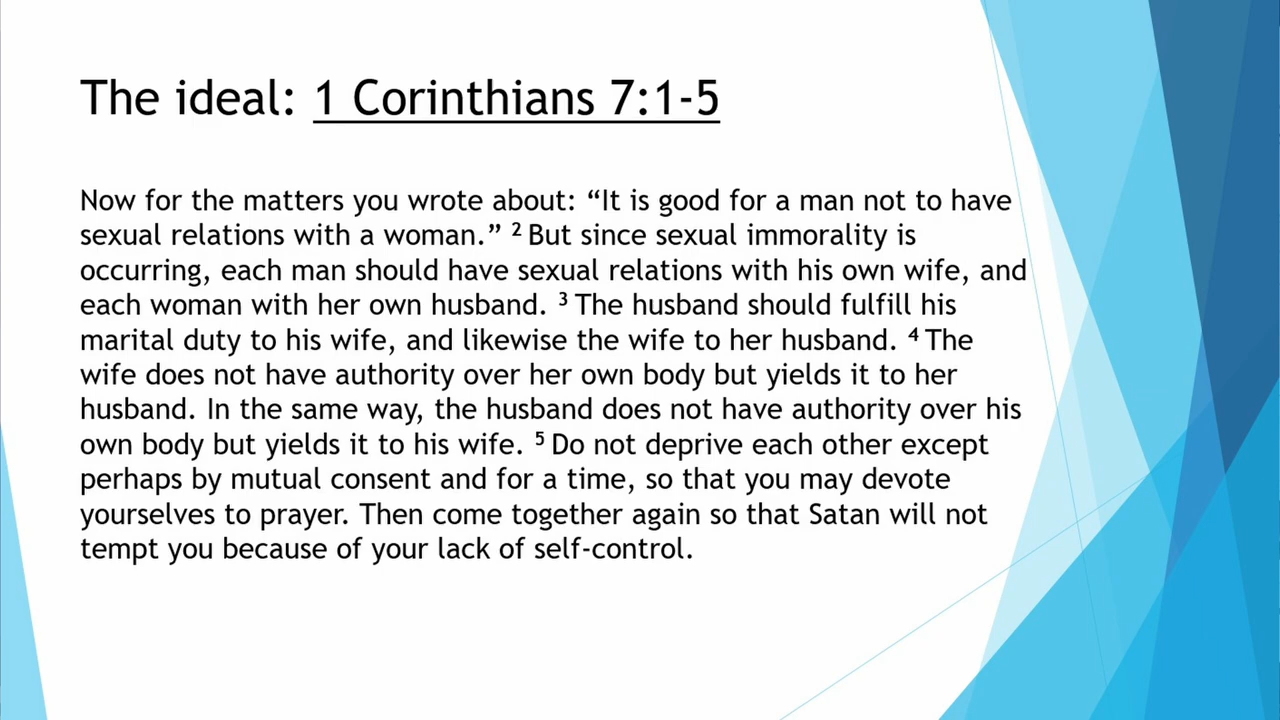 The ideal: 1 Corinthians 7:1-5
Now for the matters you wrote about: “It is good for a man not to have
sexual relations with a woman.” ² But since sexual immorality is
occurring, each man should have sexual relations with his own wife, and
each woman with her own husband. ³ The husband should fulfill his
marital duty to his wife, and likewise the wife to her husband. ⁴ The
wife does not have authority over her own body but yields it to her
husband. In the same way, the husband does not have authority over his
own body but yields it to his wife. ⁵ Do not deprive each other except
perhaps by mutual consent and for a time, so that you may devote
yourselves to prayer. Then come together again so that Satan will not
tempt you because of your lack of self-control.